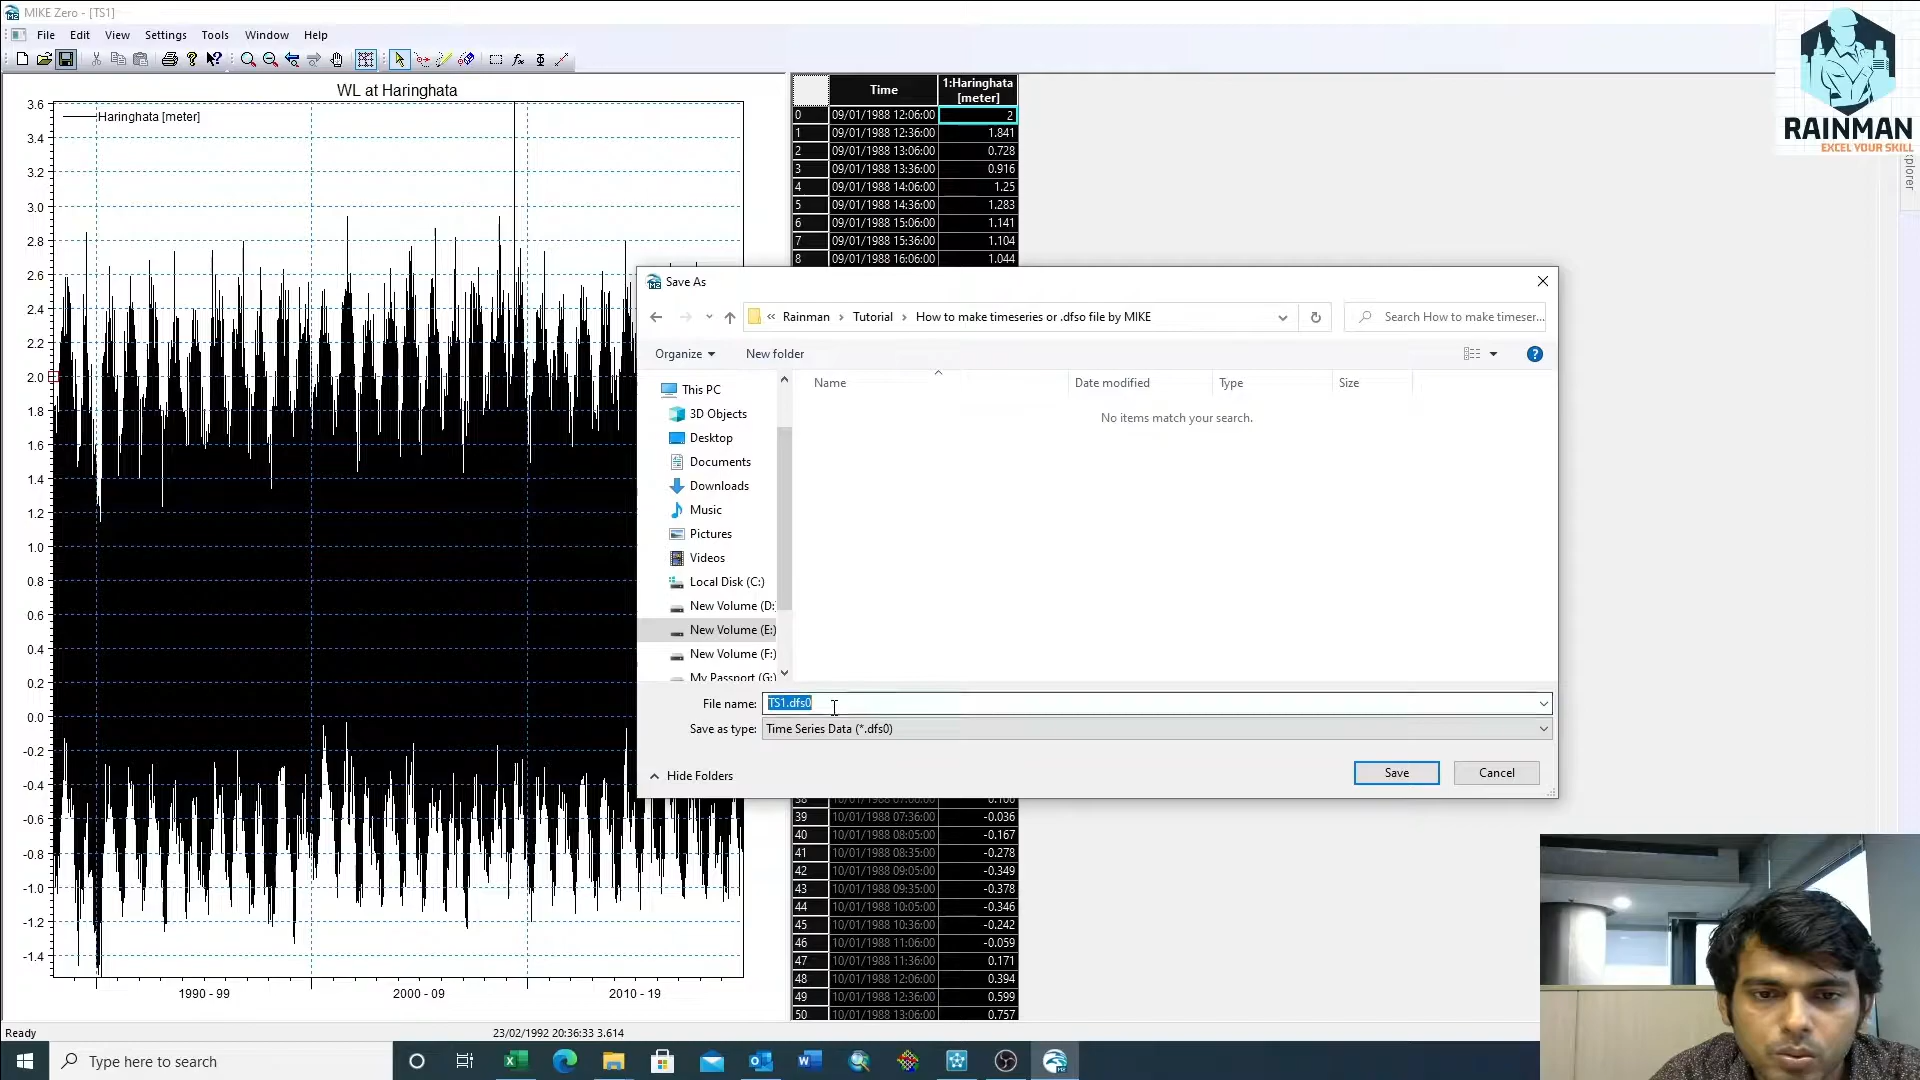 MIKE Zero - [TS1]
File Edit View Settings Tools Window Help
WL at Haringhata
Haringhata [meter]
3.6
3.4
3.2
3.0
2.8
2.6
2.4
2.2
2.0
1.8
1.6
1.4
1.2
1.0
0.8
0.6
0.4
0.2
0.0
-0.2
-0.4
-0.6
-0.8
-1.0
-1.2
-1.4
1990 - 99 2000 - 09 2010 - 19
Time 1:Haringhata [meter]
0 09/01/1988 12:06:00 2
1 09/01/1988 12:36:00 1.841
2 09/01/1988 13:06:00 0.728
3 09/01/1988 13:36:00 0.916
4 09/01/1988 14:06:00 1.25
5 09/01/1988 14:36:00 1.283
6 09/01/1988 15:06:00 1.141
7 09/01/1988 15:36:00 1.104
8 09/01/1988 16:06:00 1.044
RAINMAN
EXCEL YOUR SKILL
plorer
Save As
« Rainman › Tutorial › How to make timeseries or .dfso file by MIKE
Search How to make timeser...
Organize New folder
Name Date modified Type Size
No items match your search.
This PC
3D Objects
Desktop
Documents
Downloads
Music
Pictures
Videos
Local Disk (C:)
New Volume (D:
New Volume (E:)
New Volume (F:)
My Passport (G:)
File name: TS1.dfs0
Save as type: Time Series Data (*.dfs0)
Hide Folders
Save Cancel
38 10/01/1988 07:06:00 0.100
39 10/01/1988 07:36:00 -0.036
40 10/01/1988 08:05:00 -0.167
41 10/01/1988 08:35:00 -0.278
42 10/01/1988 09:05:00 -0.349
43 10/01/1988 09:35:00 -0.378
44 10/01/1988 10:05:00 -0.346
45 10/01/1988 10:36:00 -0.242
46 10/01/1988 11:06:00 -0.059
47 10/01/1988 11:36:00 0.171
48 10/01/1988 12:06:00 0.394
49 10/01/1988 12:36:00 0.599
50 10/01/1988 13:06:00 0.757
Ready
23/02/1992 20:36:33 3.614
Type here to search